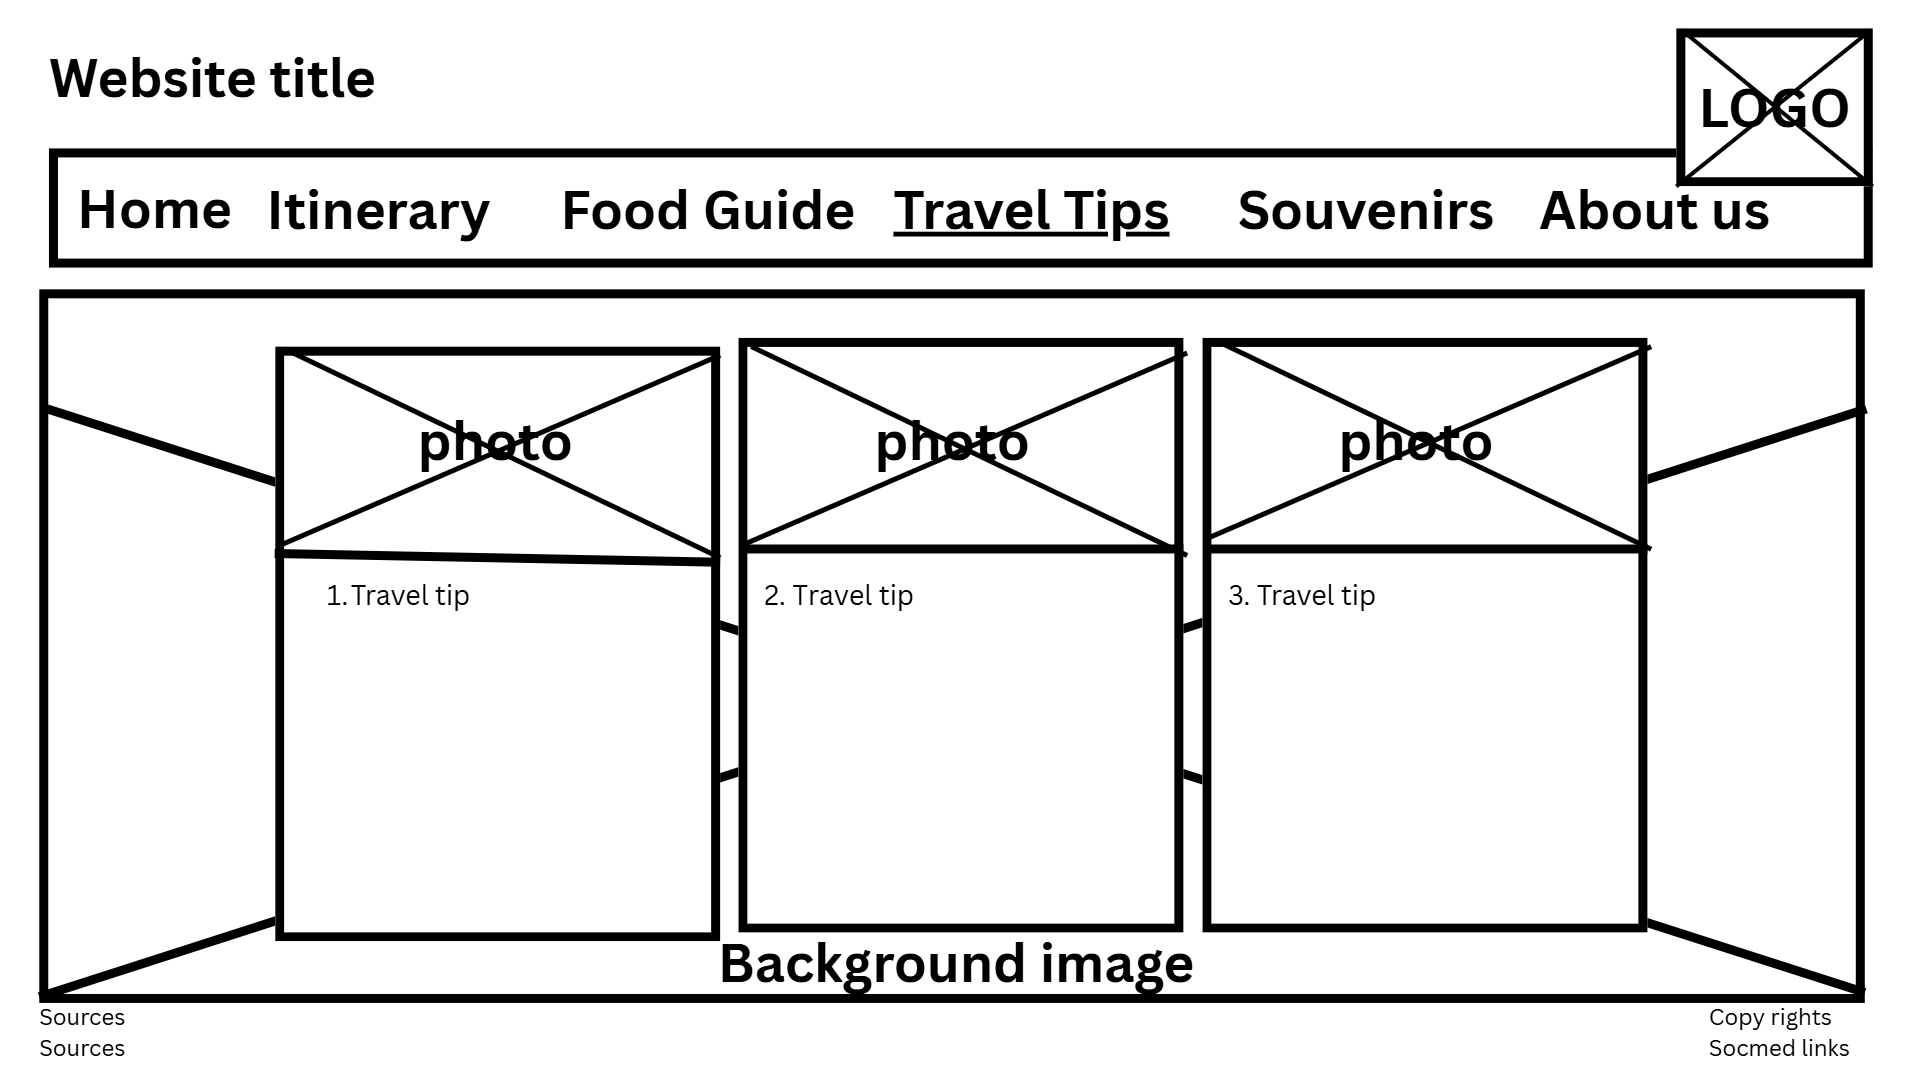 Website title
LOGO
Home Itinerary Food Guide Travel Tips Souvenirs About us
photo photo photo
1. Travel tip 2. Travel tip 3. Travel tip
Background image
Sources
Sources
Copy rights
Socmed links